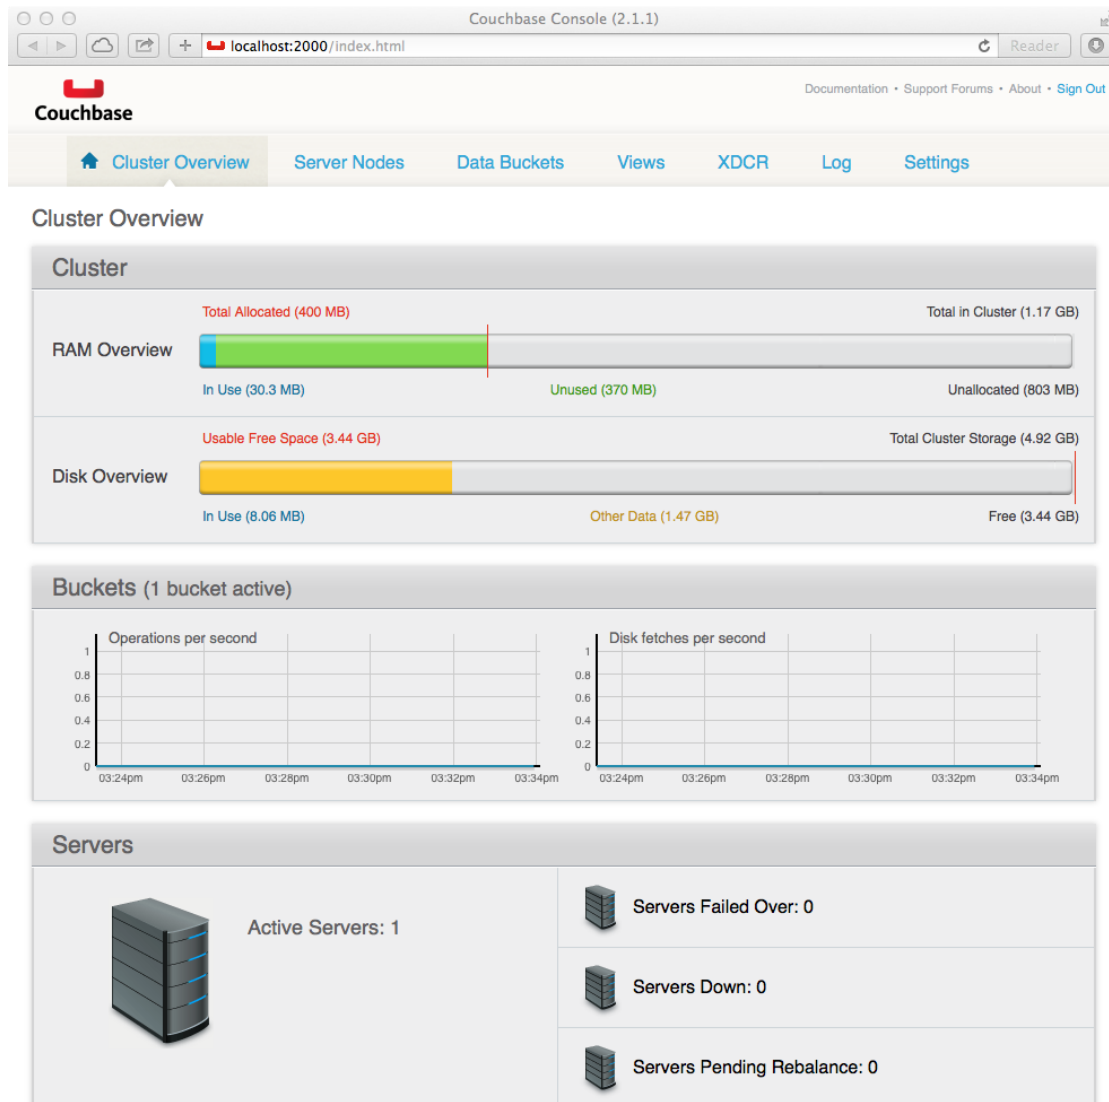 Couchbase Console (2.1.1)
localhost:2000/index.html
Reader
Couchbase
Documentation • Support Forums • About • Sign Out
Cluster Overview
Server Nodes
Data Buckets
Views
XDCR
Log
Settings
Cluster Overview
Cluster
Total Allocated (400 MB)
Total in Cluster (1.17 GB)
RAM Overview
In Use (30.3 MB)
Unused (370 MB)
Unallocated (803 MB)
Usable Free Space (3.44 GB)
Total Cluster Storage (4.92 GB)
Disk Overview
In Use (8.06 MB)
Other Data (1.47 GB)
Free (3.44 GB)
Buckets (1 bucket active)
Operations per second
1
0.8
0.6
0.4
0.2
0
03:24pm
03:26pm
03:28pm
03:30pm
03:32pm
03:34pm
Disk fetches per second
1
0.8
0.6
0.4
0.2
0
03:24pm
03:26pm
03:28pm
03:30pm
03:32pm
03:34pm
Servers
Active Servers: 1
Servers Failed Over: 0
Servers Down: 0
Servers Pending Rebalance: 0